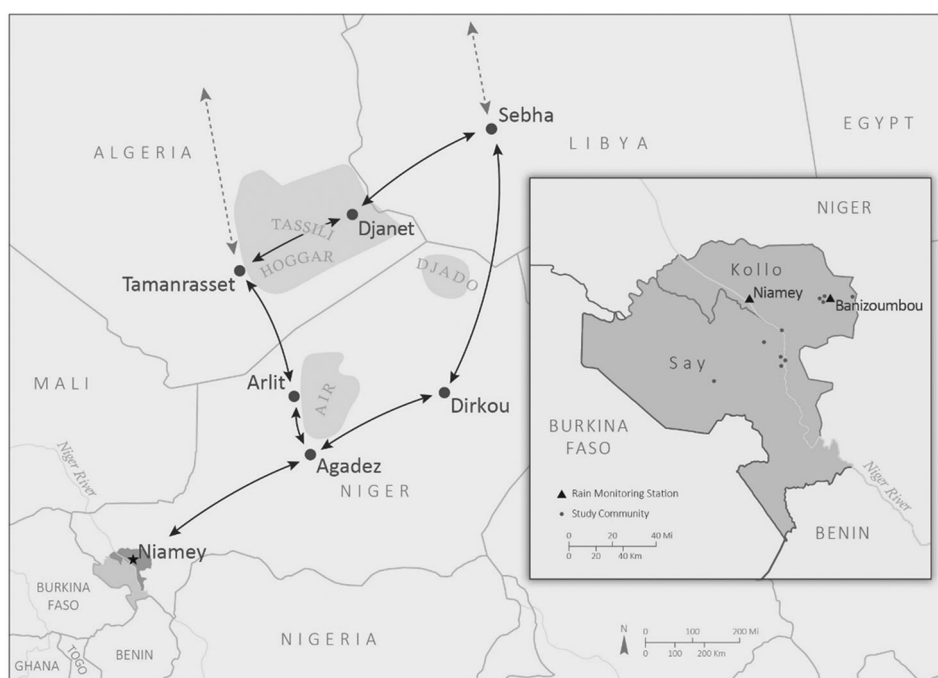 Sebha
ALGERIA
LIBYA
EGYPT
TASSILI
HOGGAR
Djanet
DJADO
Tamanrasset
MALI
Arlit
AIR
Dirkou
Agadez
NIGER
Niger River
Niamey
BURKINA
FASO
NIGERIA
GHANA
TOGO
BENIN
N
0 100 200 Mi
0 100 200 Km
NIGER
Kollo
Niamey
Banizoumbou
Say
BURKINA
FASO
Niger River
BENIN
Rain Monitoring Station
Study Community
0 20 40 Mi
0 20 40 Km